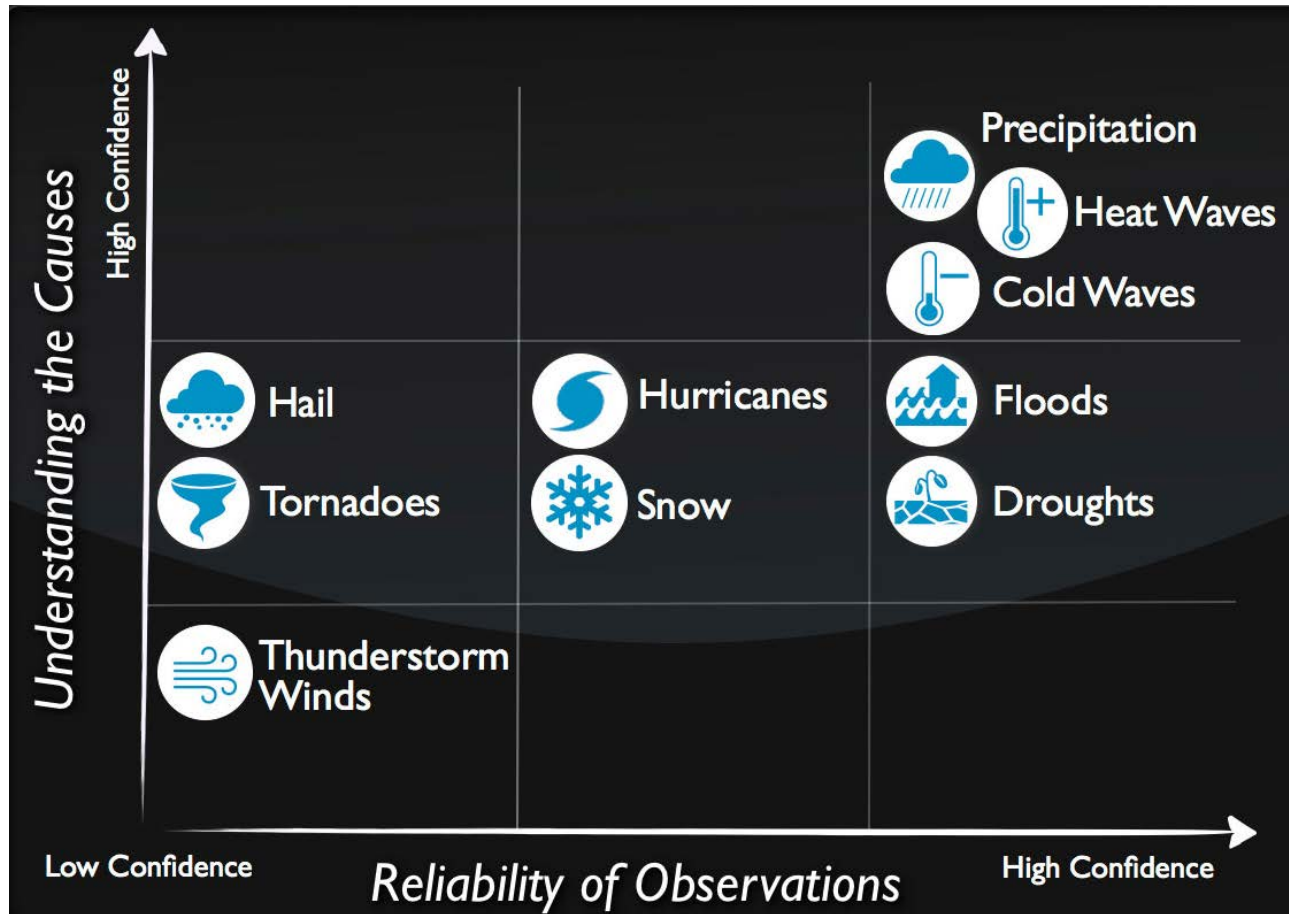 Understanding the Causes
High Confidence
Precipitation
Heat Waves
Cold Waves
Hail
Hurricanes
Floods
Tornadoes
Snow
Droughts
Thunderstorm
Winds
Low Confidence
Reliability of Observations
High Confidence